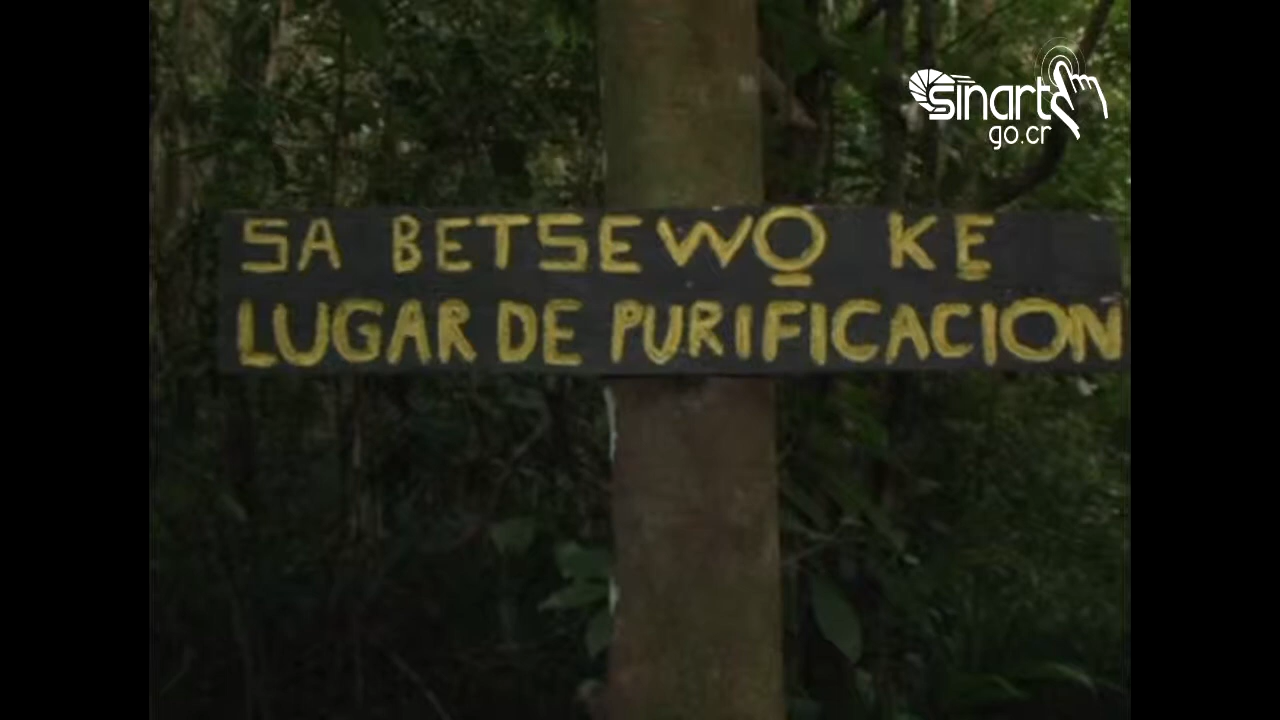 sinart
go.cr
SA BETSEWO̲ KE̲
LUGAR DE PURIFICACION